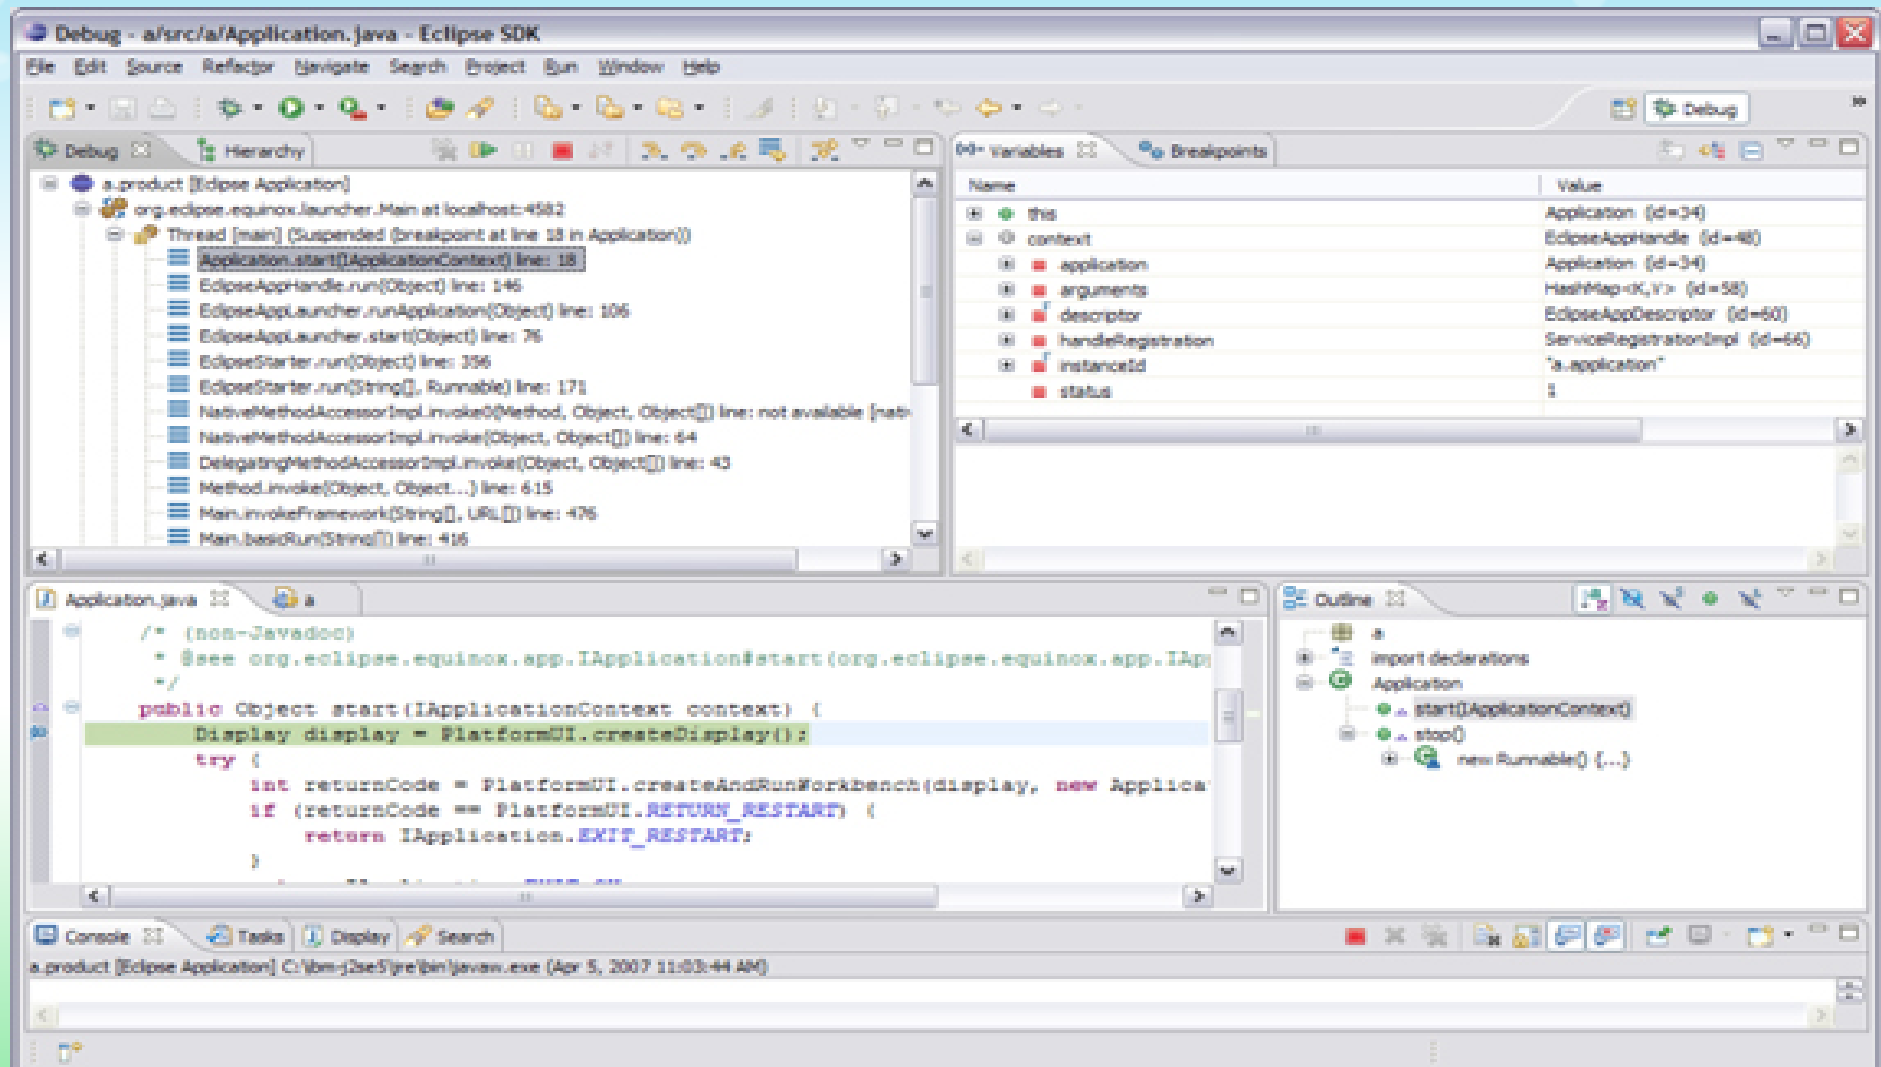 Debug - a/src/a/Application.java - Eclipse SDK
File Edit Source Refactor Navigate Search Project Run Window Help
Debug
Debug Hierarchy
a.product [Eclipse Application]
org.eclipse.equinox.launcher.Main at localhost:4582
Thread [main] (Suspended (breakpoint at line 18 in Application))
Application.start(IApplicationContext) line: 18
EclipseAppHandle.run(Object) line: 146
EclipseAppLauncher.runApplication(Object) line: 106
EclipseAppLauncher.start(Object) line: 76
EclipseStarter.run(Object) line: 356
EclipseStarter.run(String[], Runnable) line: 171
NativeMethodAccessorImpl.invoke0(Method, Object, Object[]) line: not available [nativ
NativeMethodAccessorImpl.invoke(Object, Object[]) line: 64
DelegatingMethodAccessorImpl.invoke(Object, Object[]) line: 43
Method.invoke(Object, Object...) line: 615
Main.invokeFramework(String[], URL[]) line: 476
Main.basicRun(String[]) line: 416
Variables Breakpoints
Name Value
this Application (id=34)
context EclipseAppHandle (id=48)
application Application (id=34)
arguments HashMap<K,V> (id=58)
descriptor EclipseAppDescriptor (id=60)
handleRegistration ServiceRegistrationImpl (id=66)
instanceId "a.application"
status 1
Application.java a
/* (non-Javadoc)
* @see org.eclipse.equinox.app.IApplication#start(org.eclipse.equinox.app.IApp
*/
public Object start(IApplicationContext context) {
Display display = PlatformUI.createDisplay();
try {
int returnCode = PlatformUI.createAndRunWorkbench(display, new Applica
if (returnCode == PlatformUI.RETURN_RESTART) {
return IApplication.EXIT_RESTART;
}
Outline
a
import declarations
Application
start(IApplicationContext)
stop()
new Runnable() {...}
Console Tasks Display Search
a.product [Eclipse Application] C:\ibm-j2se5\jre\bin\javaw.exe (Apr 5, 2007 11:03:44 AM)